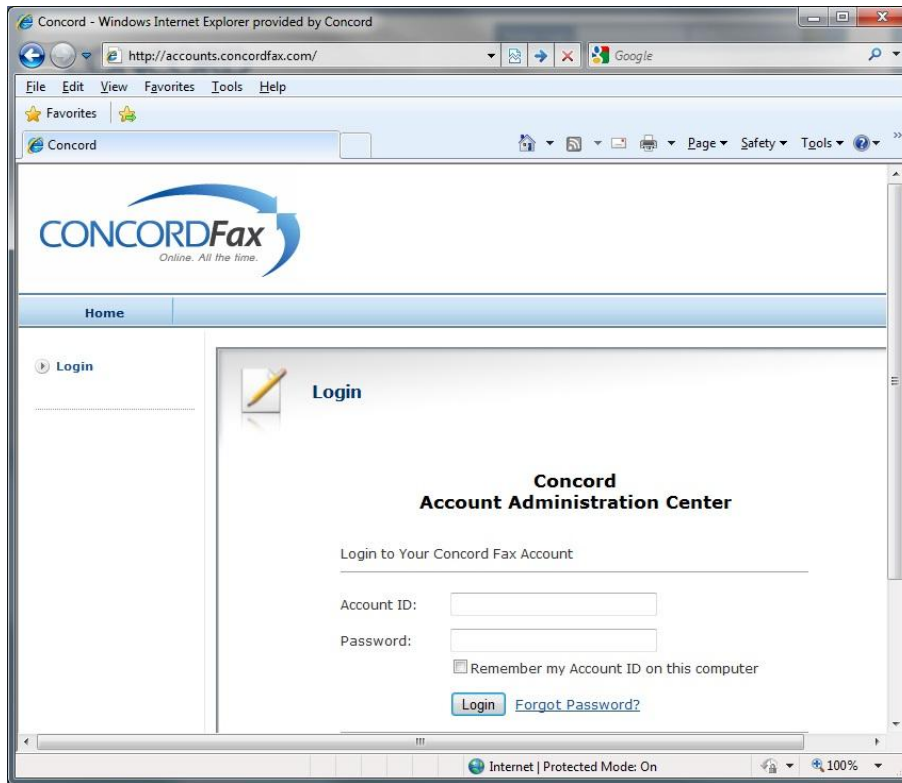 Concord - Windows Internet Explorer provided by Concord
http://accounts.concordfax.com/
Google
File Edit View Favorites Tools Help
Favorites
Concord
Page Safety Tools
CONCORDFax
Online. All the time.
Home
Login
Login
Concord
Account Administration Center
Login to Your Concord Fax Account
Account ID:
Password:
Remember my Account ID on this computer
Login Forgot Password?
Internet | Protected Mode: On 100%